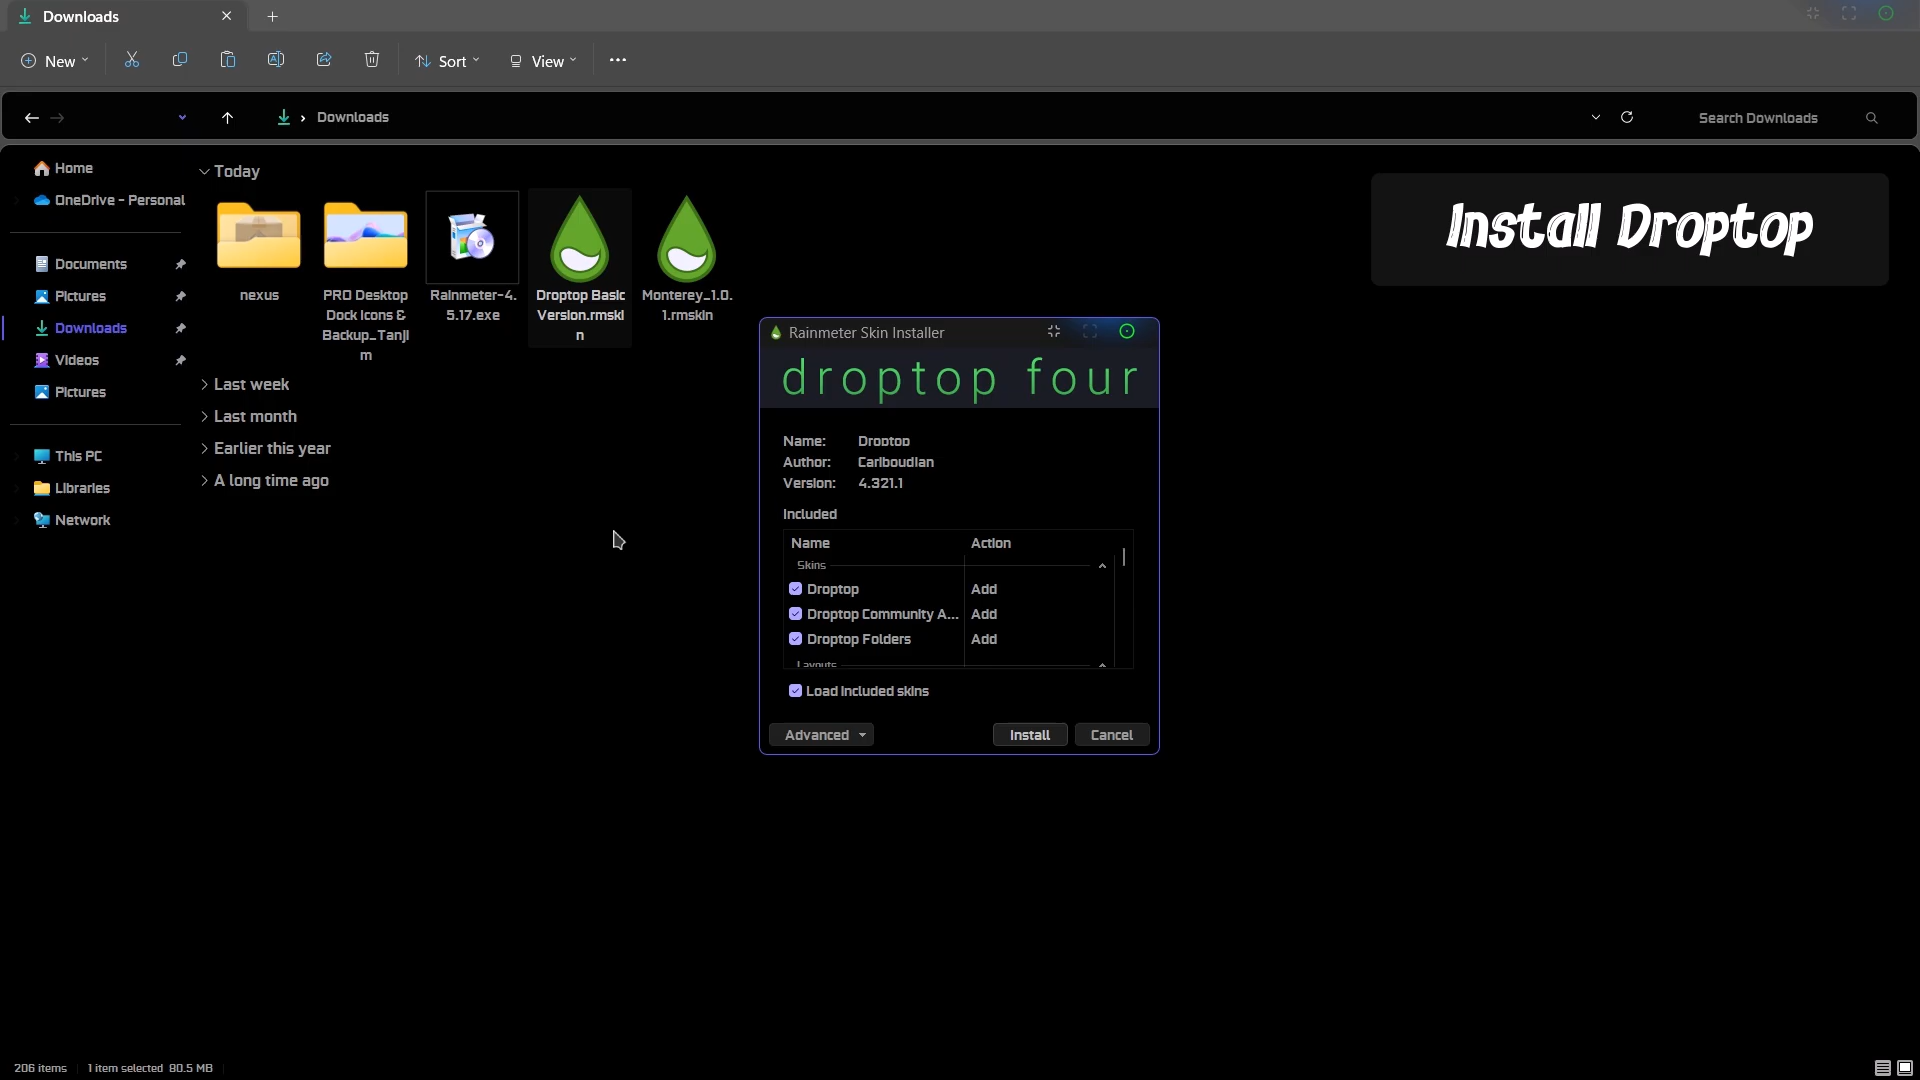 Downloads
New
Sort
View
Downloads
Search Downloads
Home
OneDrive - Personal
Documents
Pictures
Downloads
Videos
Pictures
This PC
Libraries
Network
Today
nexus
PRO Desktop
Dock Icons &
Backup_Tanji
m
Rainmeter-4.
5.17.exe
Droptop Basic
Version.rmski
n
Monterey_1.0.
1.rmskin
Last week
Last month
Earlier this year
A long time ago
Install Droptop
Rainmeter Skin Installer
droptop four
Name: Droptop
Author: Cariboudjan
Version: 4.321.1
Included
Name Action
Skins
Droptop Add
Droptop Community A... Add
Droptop Folders Add
Layouts
Load included skins
Advanced Install Cancel
206 items 1 item selected 80.5 MB